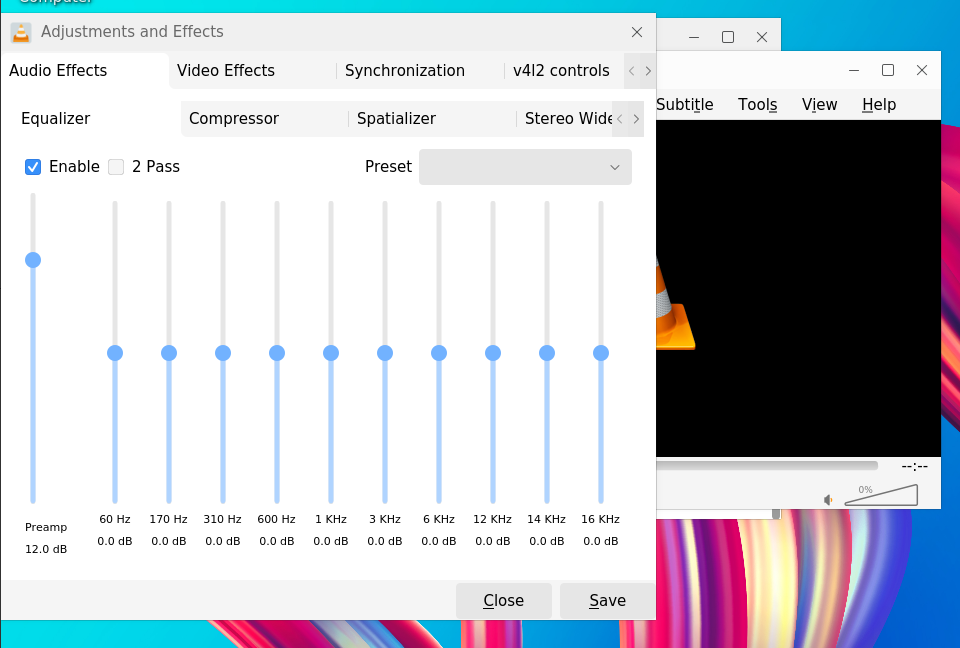 Computer
Adjustments and Effects
Audio Effects Video Effects Synchronization v4l2 controls
Subtitle Tools View Help
Equalizer Compressor Spatializer Stereo Wide
Enable 2 Pass Preset
--:--
0%
60 Hz 170 Hz 310 Hz 600 Hz 1 KHz 3 KHz 6 KHz 12 KHz 14 KHz 16 KHz
Preamp
0.0 dB 0.0 dB 0.0 dB 0.0 dB 0.0 dB 0.0 dB 0.0 dB 0.0 dB 0.0 dB 0.0 dB
12.0 dB
Close Save